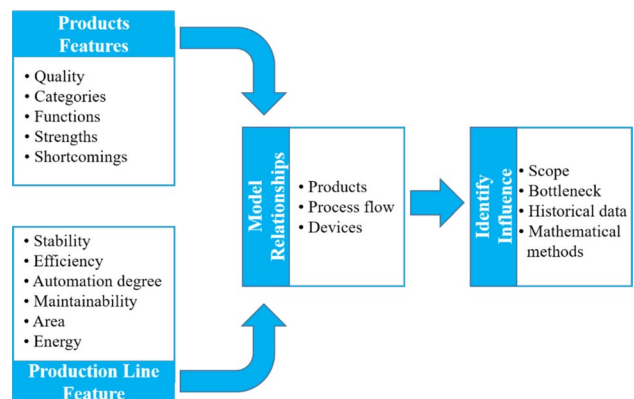 Products
Features
• Quality
• Categories
• Functions
• Strengths
• Shortcomings
• Stability
• Efficiency
• Automation degree
• Maintainability
• Area
• Energy
Production Line
Feature
Model
Relationships
• Products
• Process flow
• Devices
Identify
Influence
• Scope
• Bottleneck
• Historical data
• Mathematical
methods